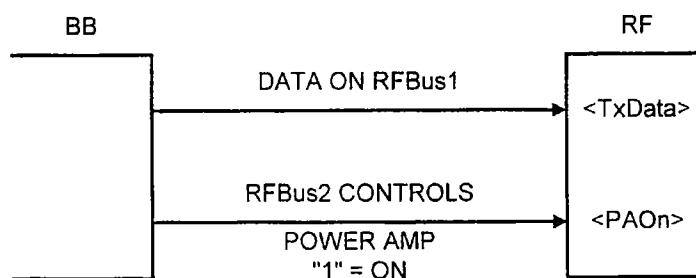 BB
RF
DATA ON RFBus1
<TxData>
RFBus2 CONTROLS
<PAOn>
POWER AMP
"1" = ON